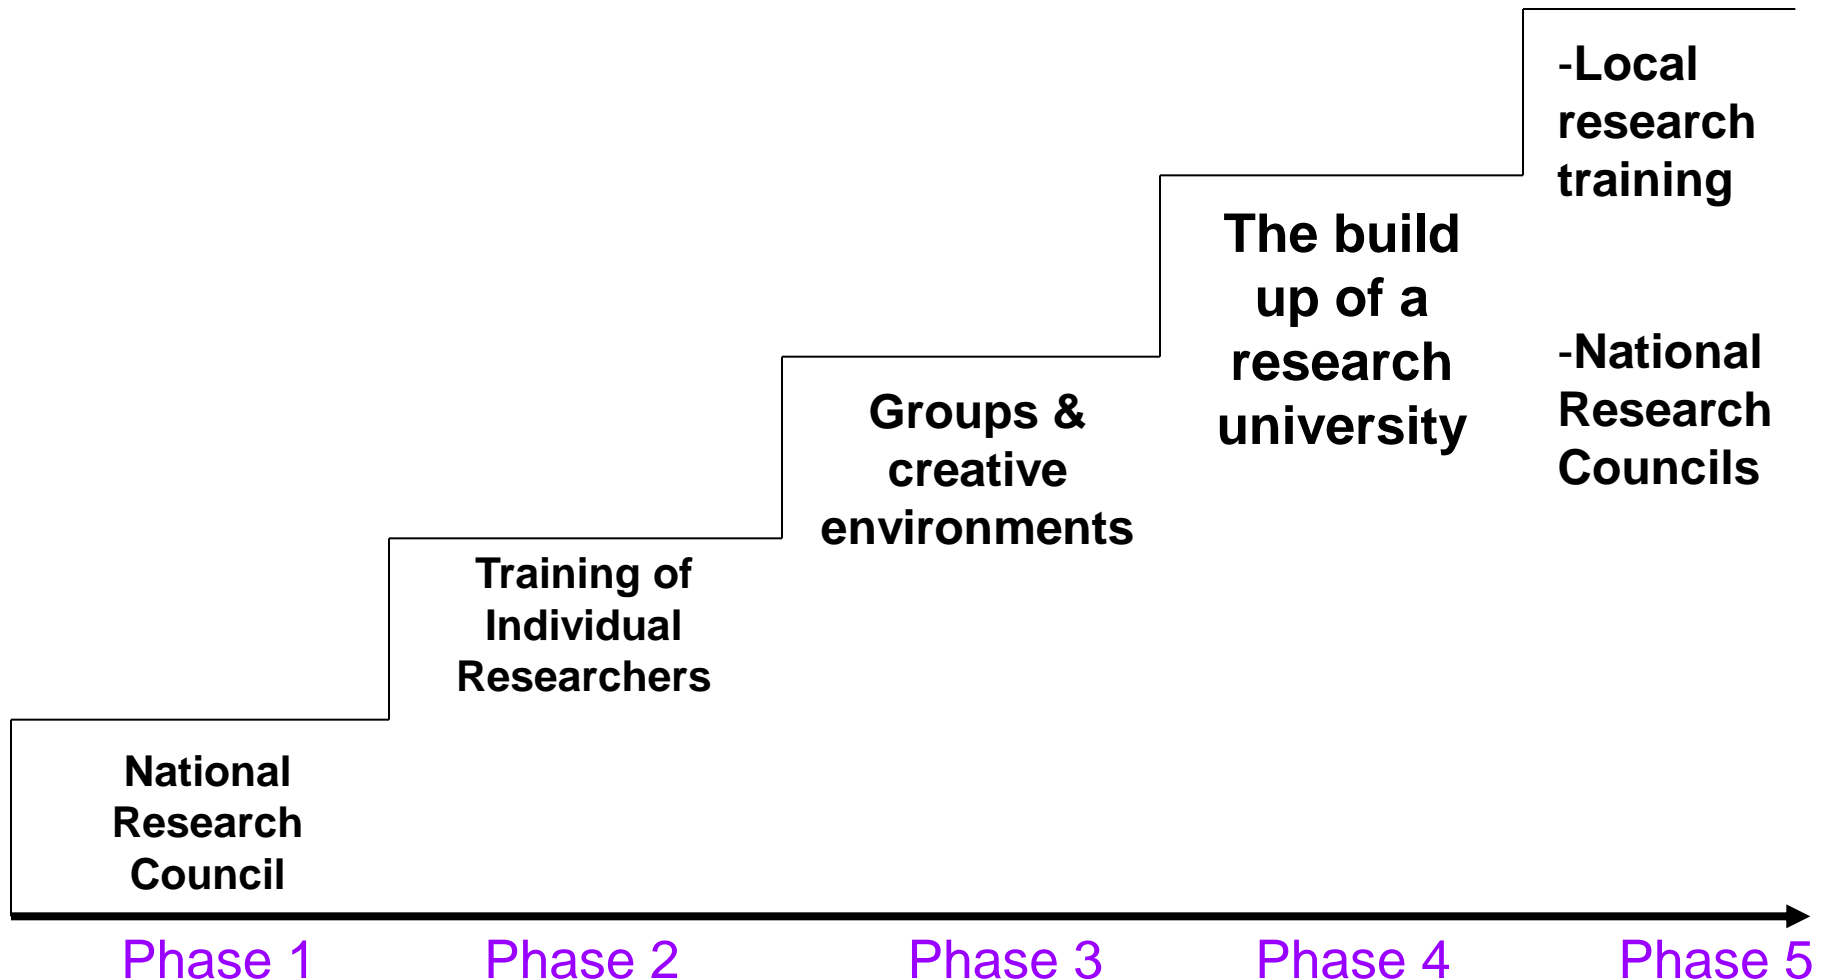 -Local
research
training
-National
Research
Councils
The build
up of a
research
university
Groups &
creative
environments
Training of
Individual
Researchers
National
Research
Council
Phase 1
Phase 2
Phase 3
Phase 4
Phase 5